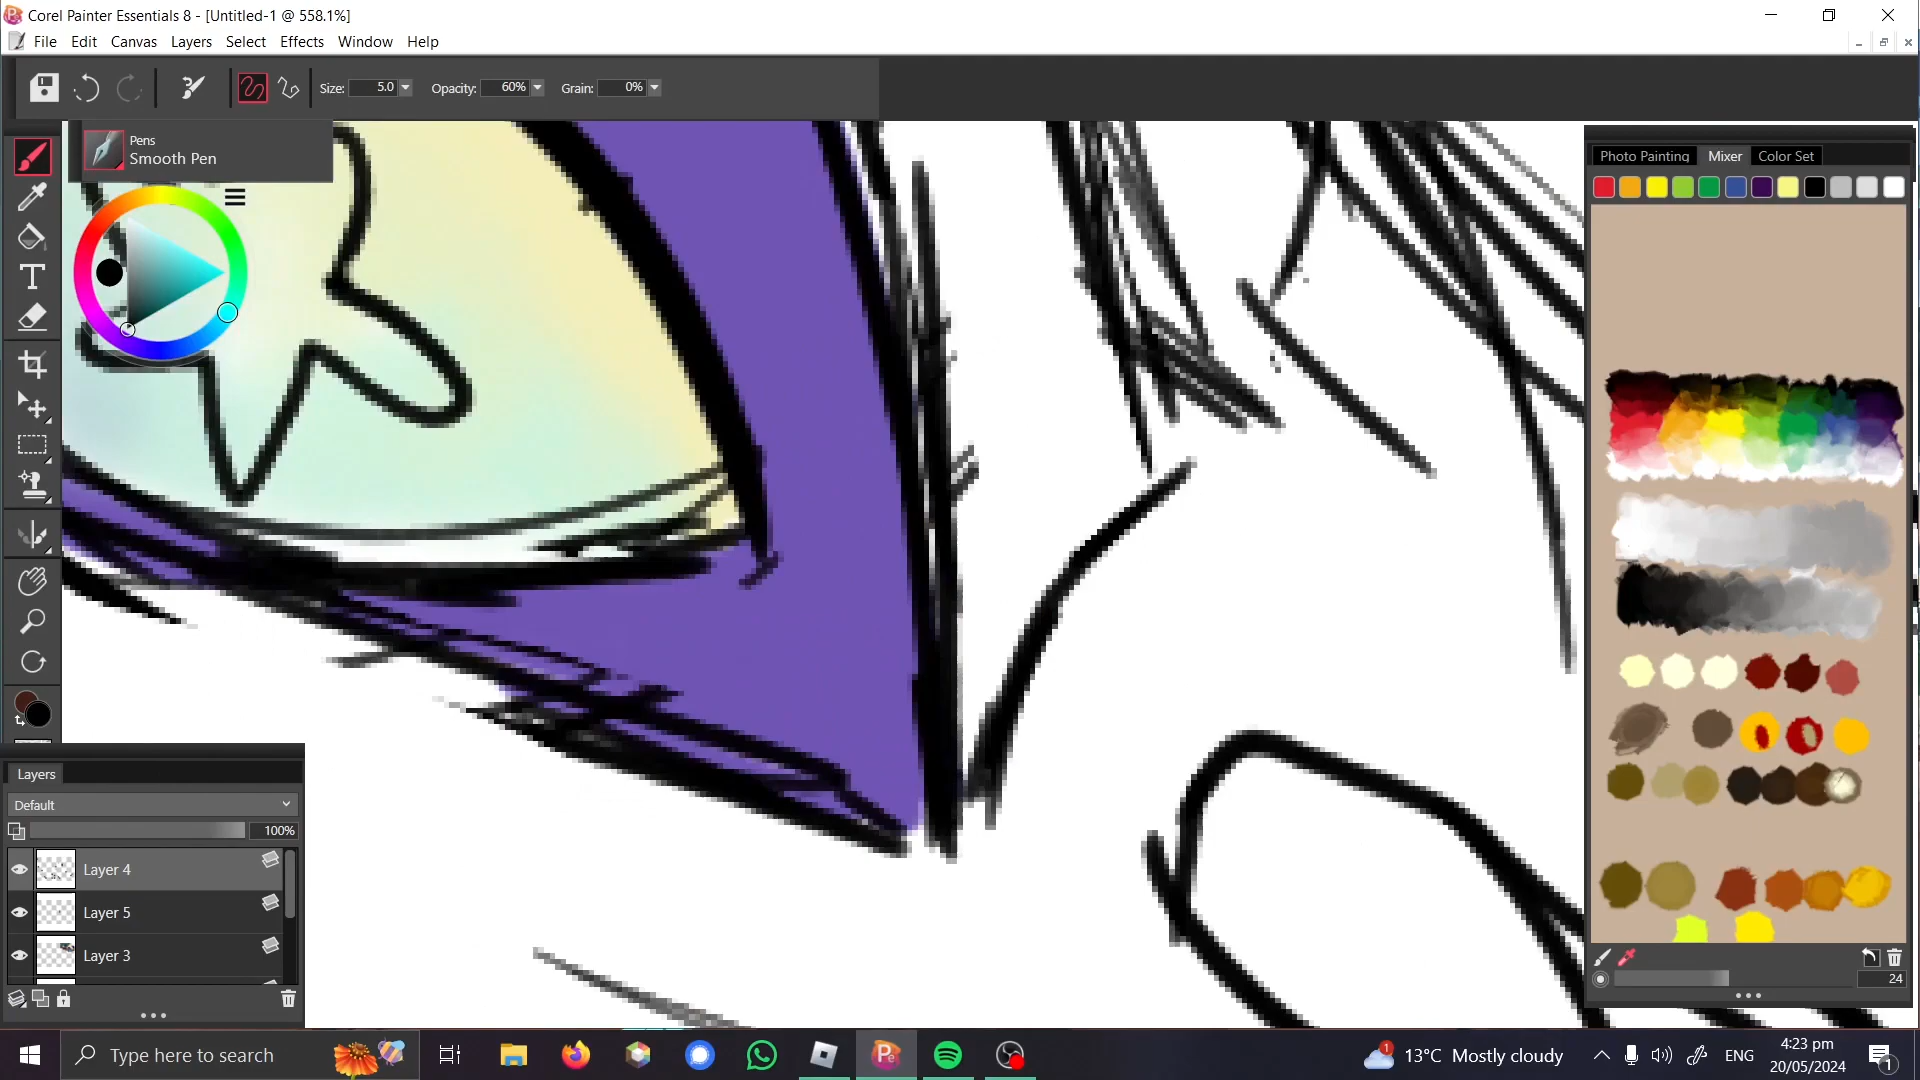 Corel Painter Essentials 8 - [Untitled-1 @ 558.1%]
File Edit Canvas Layers Select Effects Window Help
Size: 5.0 Opacity: 60% Grain: 0%
Pens
Smooth Pen
Photo Painting Mixer Color Set
24
Layers
Default
100%
Layer 4
Layer 5
Layer 3
Type here to search
13°C Mostly cloudy
ENG
4:23 pm
20/05/2024
1
1